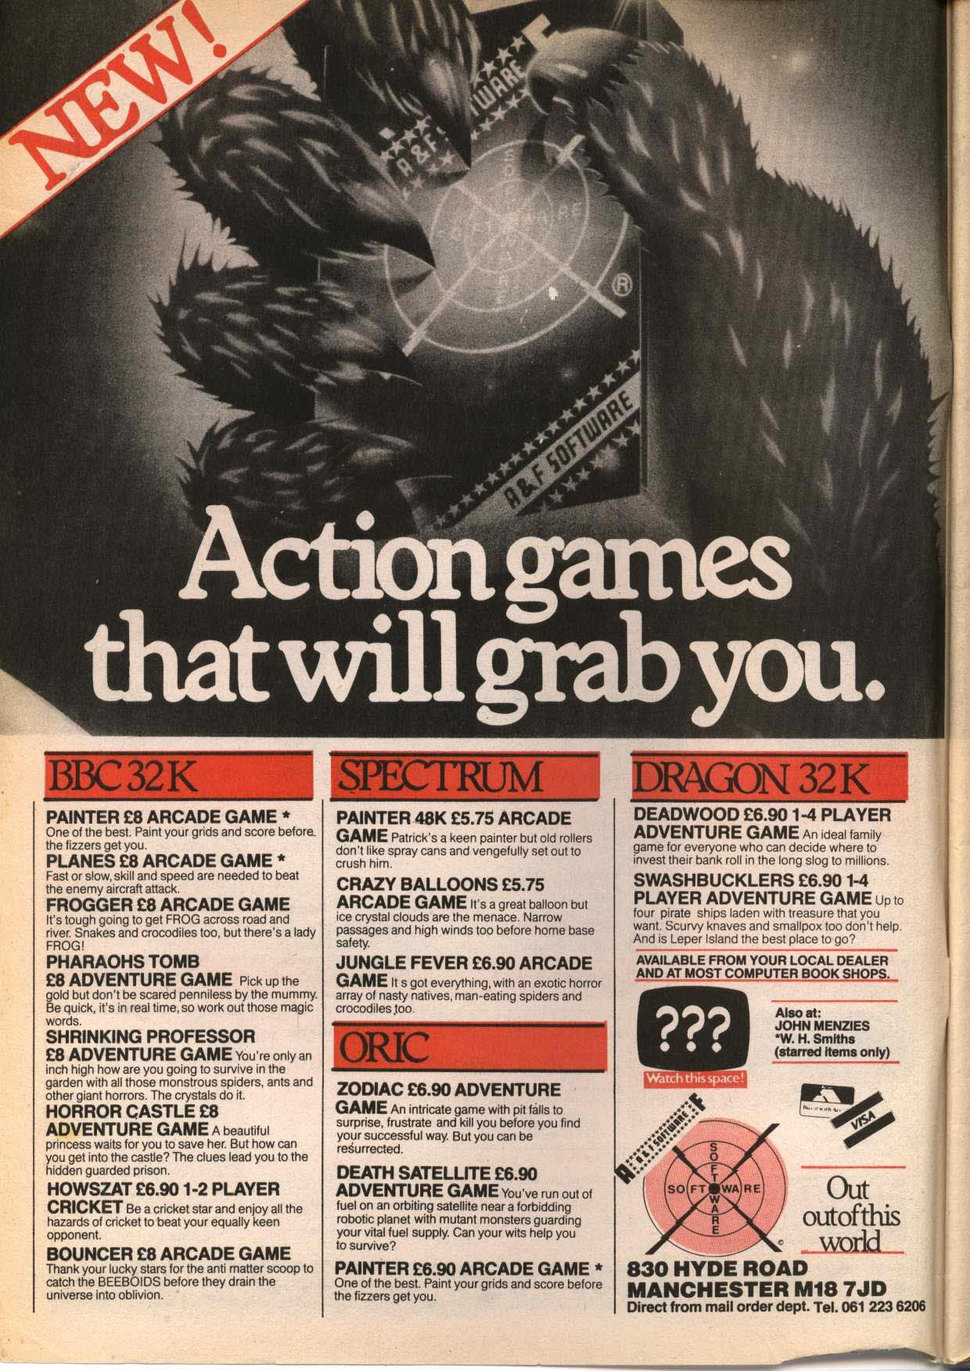 NEW!
A & F SOFTWARE
SOFTWARE
SOFTWARE
®
A & F SOFTWARE
Action games
that will grab you.
BBC 32K
PAINTER £8 ARCADE GAME *
One of the best. Paint your grids and score before.
the fizzers get you.
PLANES £8 ARCADE GAME *
Fast or slow, skill and speed are needed to beat
the enemy aircraft attack.
FROGGER £8 ARCADE GAME
It's tough going to get FROG across road and
river. Snakes and crocodiles too, but there's a lady
FROG!
PHARAOHS TOMB
£8 ADVENTURE GAME Pick up the
gold but don't be scared penniless by the mummy.
Be quick, it's in real time, so work out those magic
words.
SHRINKING PROFESSOR
£8 ADVENTURE GAME You're only an
inch high how are you going to survive in the
garden with all those monstrous spiders, ants and
other giant horrors. The crystals do it.
HORROR CASTLE £8
ADVENTURE GAME A beautiful
princess waits for you to save her. But how can
you get into the castle? The clues lead you to the
hidden guarded prison.
HOWSZAT £6.90 1-2 PLAYER
CRICKET Be a cricket star and enjoy all the
hazards of cricket to beat your equally keen
opponent.
BOUNCER £8 ARCADE GAME
Thank your lucky stars for the anti matter scoop to
catch the BEEBOIDS before they drain the
universe into oblivion.
SPECTRUM
PAINTER 48K £5.75 ARCADE
GAME Patrick's a keen painter but old rollers
don't like spray cans and vengefully set out to
crush him.
CRAZY BALLOONS £5.75
ARCADE GAME It's a great balloon but
ice crystal clouds are the menace. Narrow
passages and high winds too before home base
safety.
JUNGLE FEVER £6.90 ARCADE
GAME It s got everything, with an exotic horror
array of nasty natives, man-eating spiders and
crocodiles too.
ORIC
ZODIAC £6.90 ADVENTURE
GAME An intricate game with pit falls to
surprise, frustrate and kill you before you find
your successful way. But you can be
resurrected.
DEATH SATELLITE £6.90
ADVENTURE GAME You've run out of
fuel on an orbiting satellite near a forbidding
robotic planet with mutant monsters guarding
your vital fuel supply. Can your wits help you
to survive?
PAINTER £6.90 ARCADE GAME *
One of the best. Paint your grids and score before
the fizzers get you.
DRAGON 32K
DEADWOOD £6.90 1-4 PLAYER
ADVENTURE GAME An ideal family
game for everyone who can decide where to
invest their bank roll in the long slog to millions.
SWASHBUCKLERS £6.90 1-4
PLAYER ADVENTURE GAME Up to
four pirate ships laden with treasure that you
want. Scurvy knaves and smallpox too don't help.
And is Leper Island the best place to go?
AVAILABLE FROM YOUR LOCAL DEALER
AND AT MOST COMPUTER BOOK SHOPS.
???
Watch this space!
Also at:
JOHN MENZIES
*W. H. Smiths
(starred items only)
VISA
A & F SOFTWARE
SOFTWARE
SOFTWARE
©
Out
out of this
world
830 HYDE ROAD
MANCHESTER M18 7JD
Direct from mail order dept. Tel. 061 223 6206